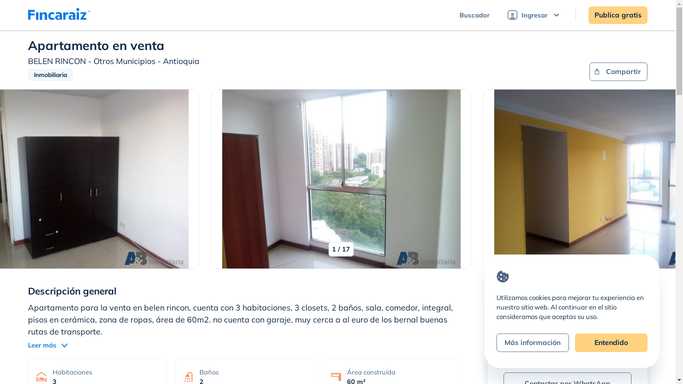 Fincaraiz
Buscador
Ingresar
Publica gratis
Apartamento en venta
BELEN RINCON - Otros Municipios - Antioquia
Inmobiliaria
Compartir
1 / 17
Descripción general
Apartamento para la venta en belen rincon, cuenta con 3 habitaciones, 3 closets, 2 baños, sala, comedor, integral,
pisos en cerámica, zona de ropas, área de 60m2. no cuenta con garaje, muy cerca a al euro de los bernal buenas
rutas de transporte.
Leer más
Habitaciones
3
Baños
2
Área construida
60 m²
Utilizamos cookies para mejorar tu experiencia en
nuestro sitio web. Al continuar en el sitio
consideramos que aceptas su uso.
Más información
Entendido
Contactar por WhatsApp